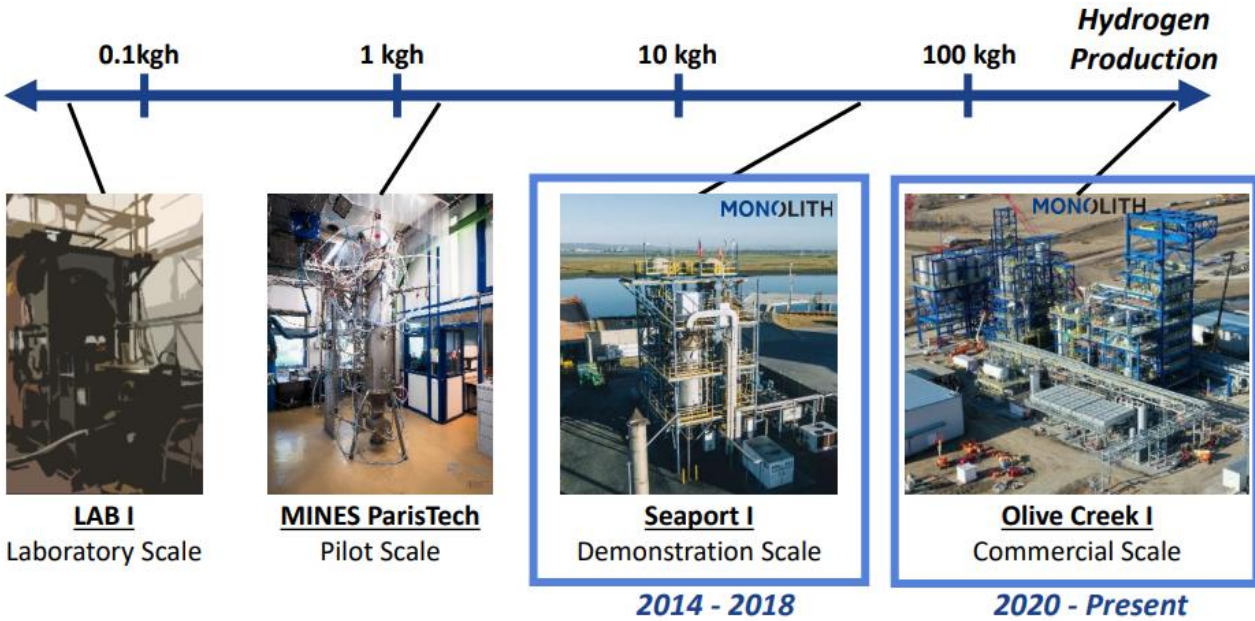 Hydrogen
Production
0.1kgh
1 kgh
10 kgh
100 kgh
MONOLITH
MONOLITH
LAB I
Laboratory Scale
MINES ParisTech
Pilot Scale
Seaport I
Demonstration Scale
Olive Creek I
Commercial Scale
2014 - 2018
2020 - Present